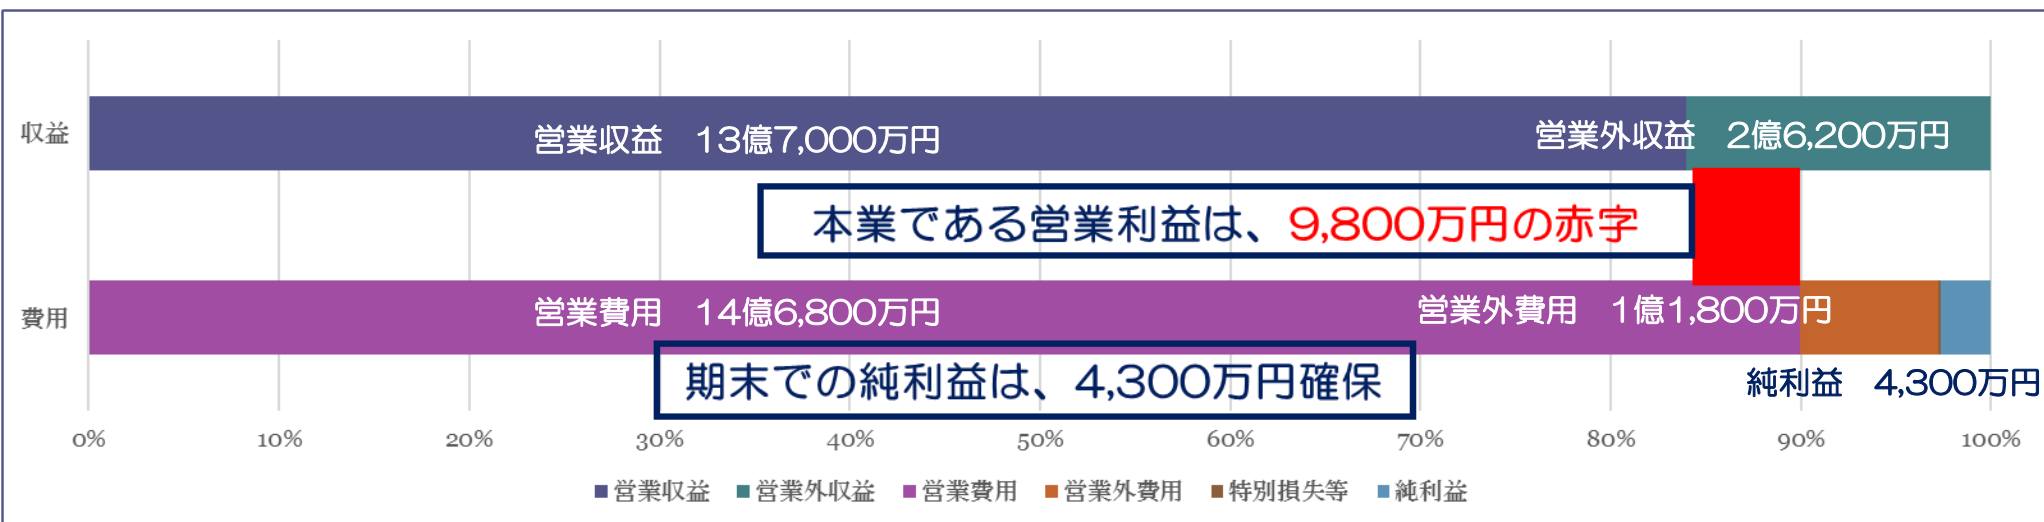 収益
営業収益 13億7,000万円
営業外収益 2億6,200万円
本業である営業利益は、9,800万円の赤字
費用
営業費用 14億6,800万円
営業外費用 1億1,800万円
期末での純利益は、4,300万円確保
純利益 4,300万円
0% 10% 20% 30% 40% 50% 60% 70% 80% 90% 100%
営業収益 営業外収益 営業費用 営業外費用 特別損失等 純利益